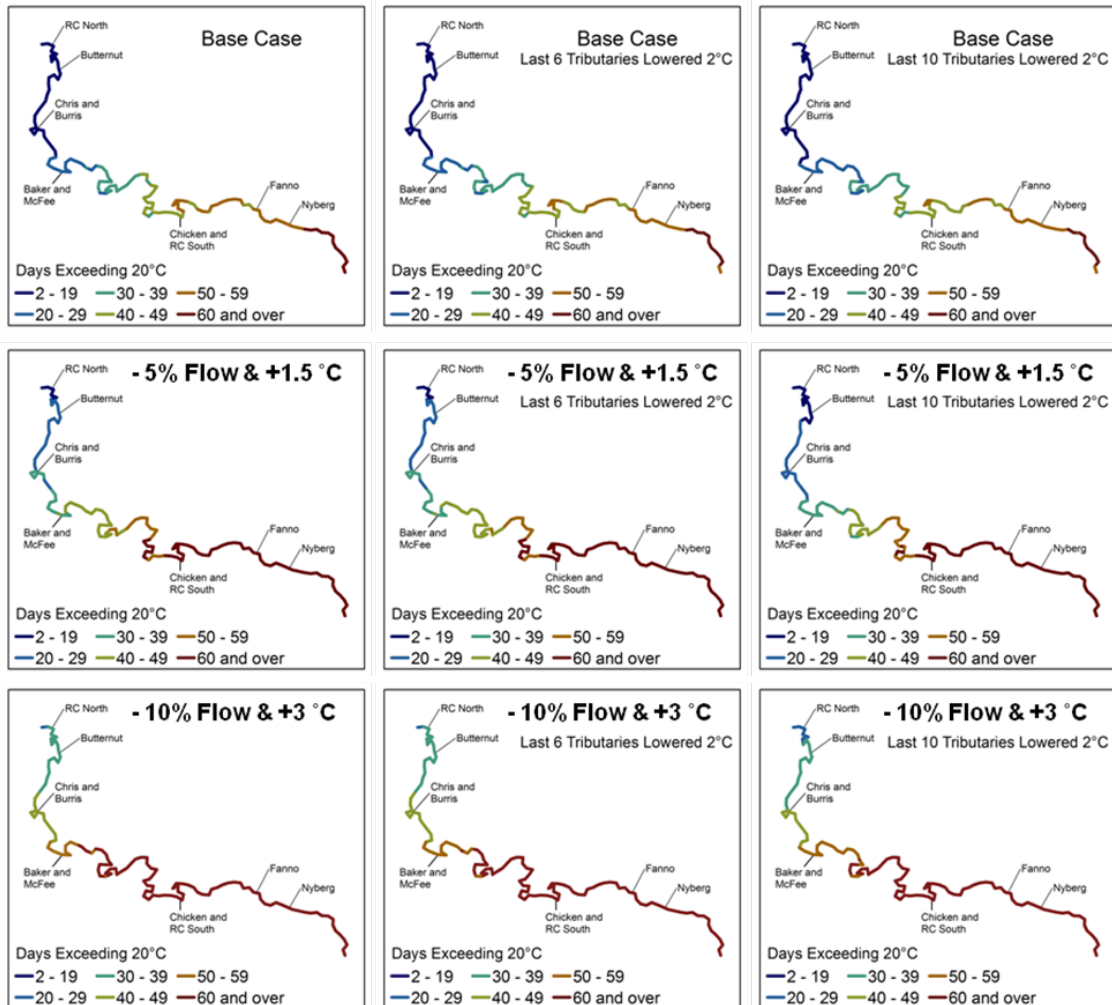 Base Case
RC North
Butternut
Chris and
Burris
Baker and
McFee
Fanno
Nyberg
Chicken and
RC South
Days Exceeding 20°C
2 - 19
30 - 39
50 - 59
20 - 29
40 - 49
60 and over
Base Case
Last 6 Tributaries Lowered 2°C
RC North
Butternut
Chris and
Burris
Baker and
McFee
Fanno
Nyberg
Chicken and
RC South
Days Exceeding 20°C
2 - 19
30 - 39
50 - 59
20 - 29
40 - 49
60 and over
Base Case
Last 10 Tributaries Lowered 2°C
RC North
Butternut
Chris and
Burris
Baker and
McFee
Fanno
Nyberg
Chicken and
RC South
Days Exceeding 20°C
2 - 19
30 - 39
50 - 59
20 - 29
40 - 49
60 and over
- 5% Flow & +1.5 °C
RC North
Butternut
Chris and
Burris
Baker and
McFee
Fanno
Nyberg
Chicken and
RC South
Days Exceeding 20°C
2 - 19
30 - 39
50 - 59
20 - 29
40 - 49
60 and over
- 5% Flow & +1.5 °C
Last 6 Tributaries Lowered 2°C
RC North
Butternut
Chris and
Burris
Baker and
McFee
Fanno
Nyberg
Chicken and
RC South
Days Exceeding 20°C
2 - 19
30 - 39
50 - 59
20 - 29
40 - 49
60 and over
- 5% Flow & +1.5 °C
Last 10 Tributaries Lowered 2°C
RC North
Butternut
Chris and
Burris
Baker and
McFee
Fanno
Nyberg
Chicken and
RC South
Days Exceeding 20°C
2 - 19
30 - 39
50 - 59
20 - 29
40 - 49
60 and over
- 10% Flow & +3 °C
RC North
Butternut
Chris and
Burris
Baker and
McFee
Fanno
Nyberg
Chicken and
RC South
Days Exceeding 20°C
2 - 19
30 - 39
50 - 59
20 - 29
40 - 49
60 and over
- 10% Flow & +3 °C
Last 6 Tributaries Lowered 2°C
RC North
Butternut
Chris and
Burris
Baker and
McFee
Fanno
Nyberg
Chicken and
RC South
Days Exceeding 20°C
2 - 19
30 - 39
50 - 59
20 - 29
40 - 49
60 and over
- 10% Flow & +3 °C
Last 10 Tributaries Lowered 2°C
RC North
Butternut
Chris and
Burris
Baker and
McFee
Fanno
Nyberg
Chicken and
RC South
Days Exceeding 20°C
2 - 19
30 - 39
50 - 59
20 - 29
40 - 49
60 and over